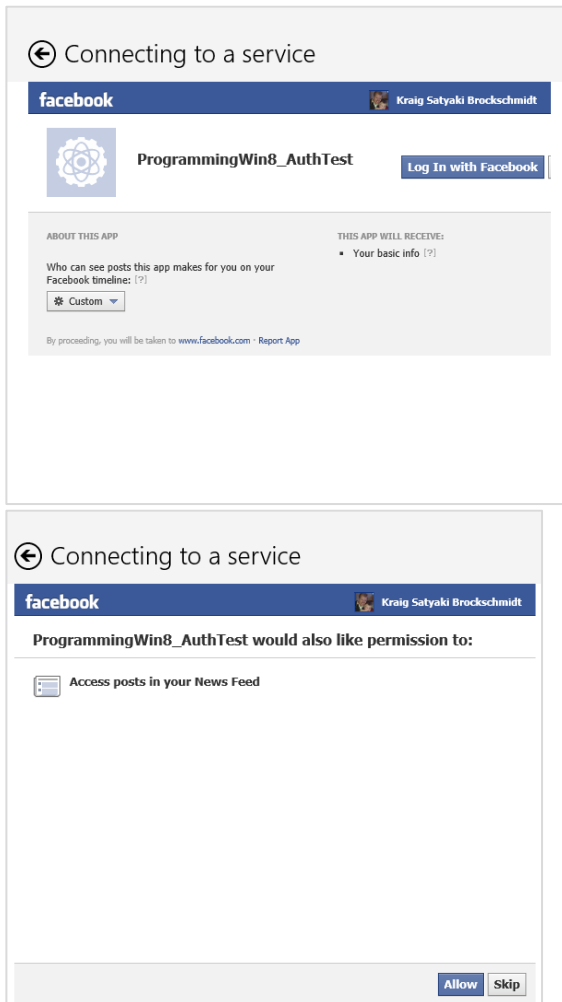 Connecting to a service
facebook
Kraig Satyaki Brockschmidt
ProgrammingWin8_AuthTest
Log In with Facebook
ABOUT THIS APP
Who can see posts this app makes for you on your
Facebook timeline: [?]
Custom
By proceeding, you will be taken to www.facebook.com · Report App
THIS APP WILL RECEIVE:
▪ Your basic info [?]
Connecting to a service
facebook
Kraig Satyaki Brockschmidt
ProgrammingWin8_AuthTest would also like permission to:
Access posts in your News Feed
Allow
Skip